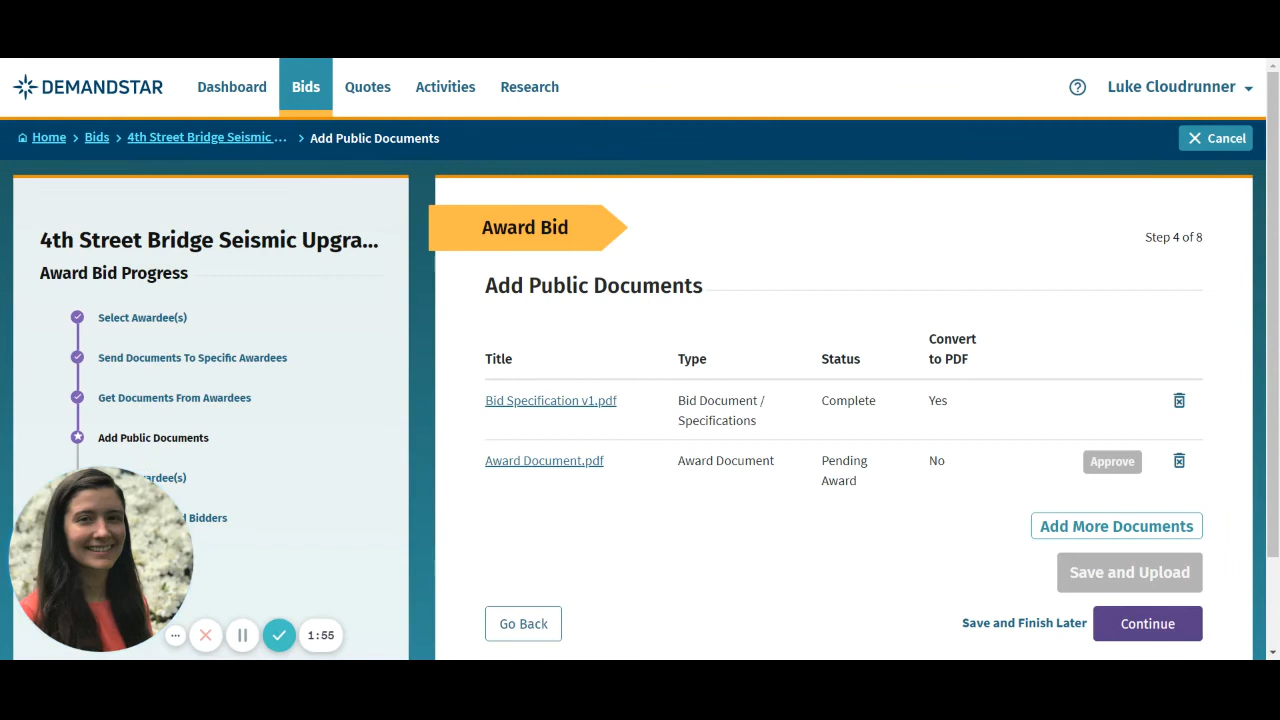 DEMANDSTAR Dashboard Bids Quotes Activities Research Luke Cloudrunner
Home > Bids > 4th Street Bridge Seismic ... > Add Public Documents Cancel
4th Street Bridge Seismic Upgra...
Award Bid Progress
Select Awardee(s)
Send Documents To Specific Awardees
Get Documents From Awardees
Add Public Documents
Bidders
1:55
Award Bid
Step 4 of 8
Add Public Documents
Title Type Status Convert to PDF
Bid Specification v1.pdf Bid Document / Complete Yes
Specifications
Award Document.pdf Award Document Pending No Approve
Award
Add More Documents
Save and Upload
Go Back Save and Finish Later Continue